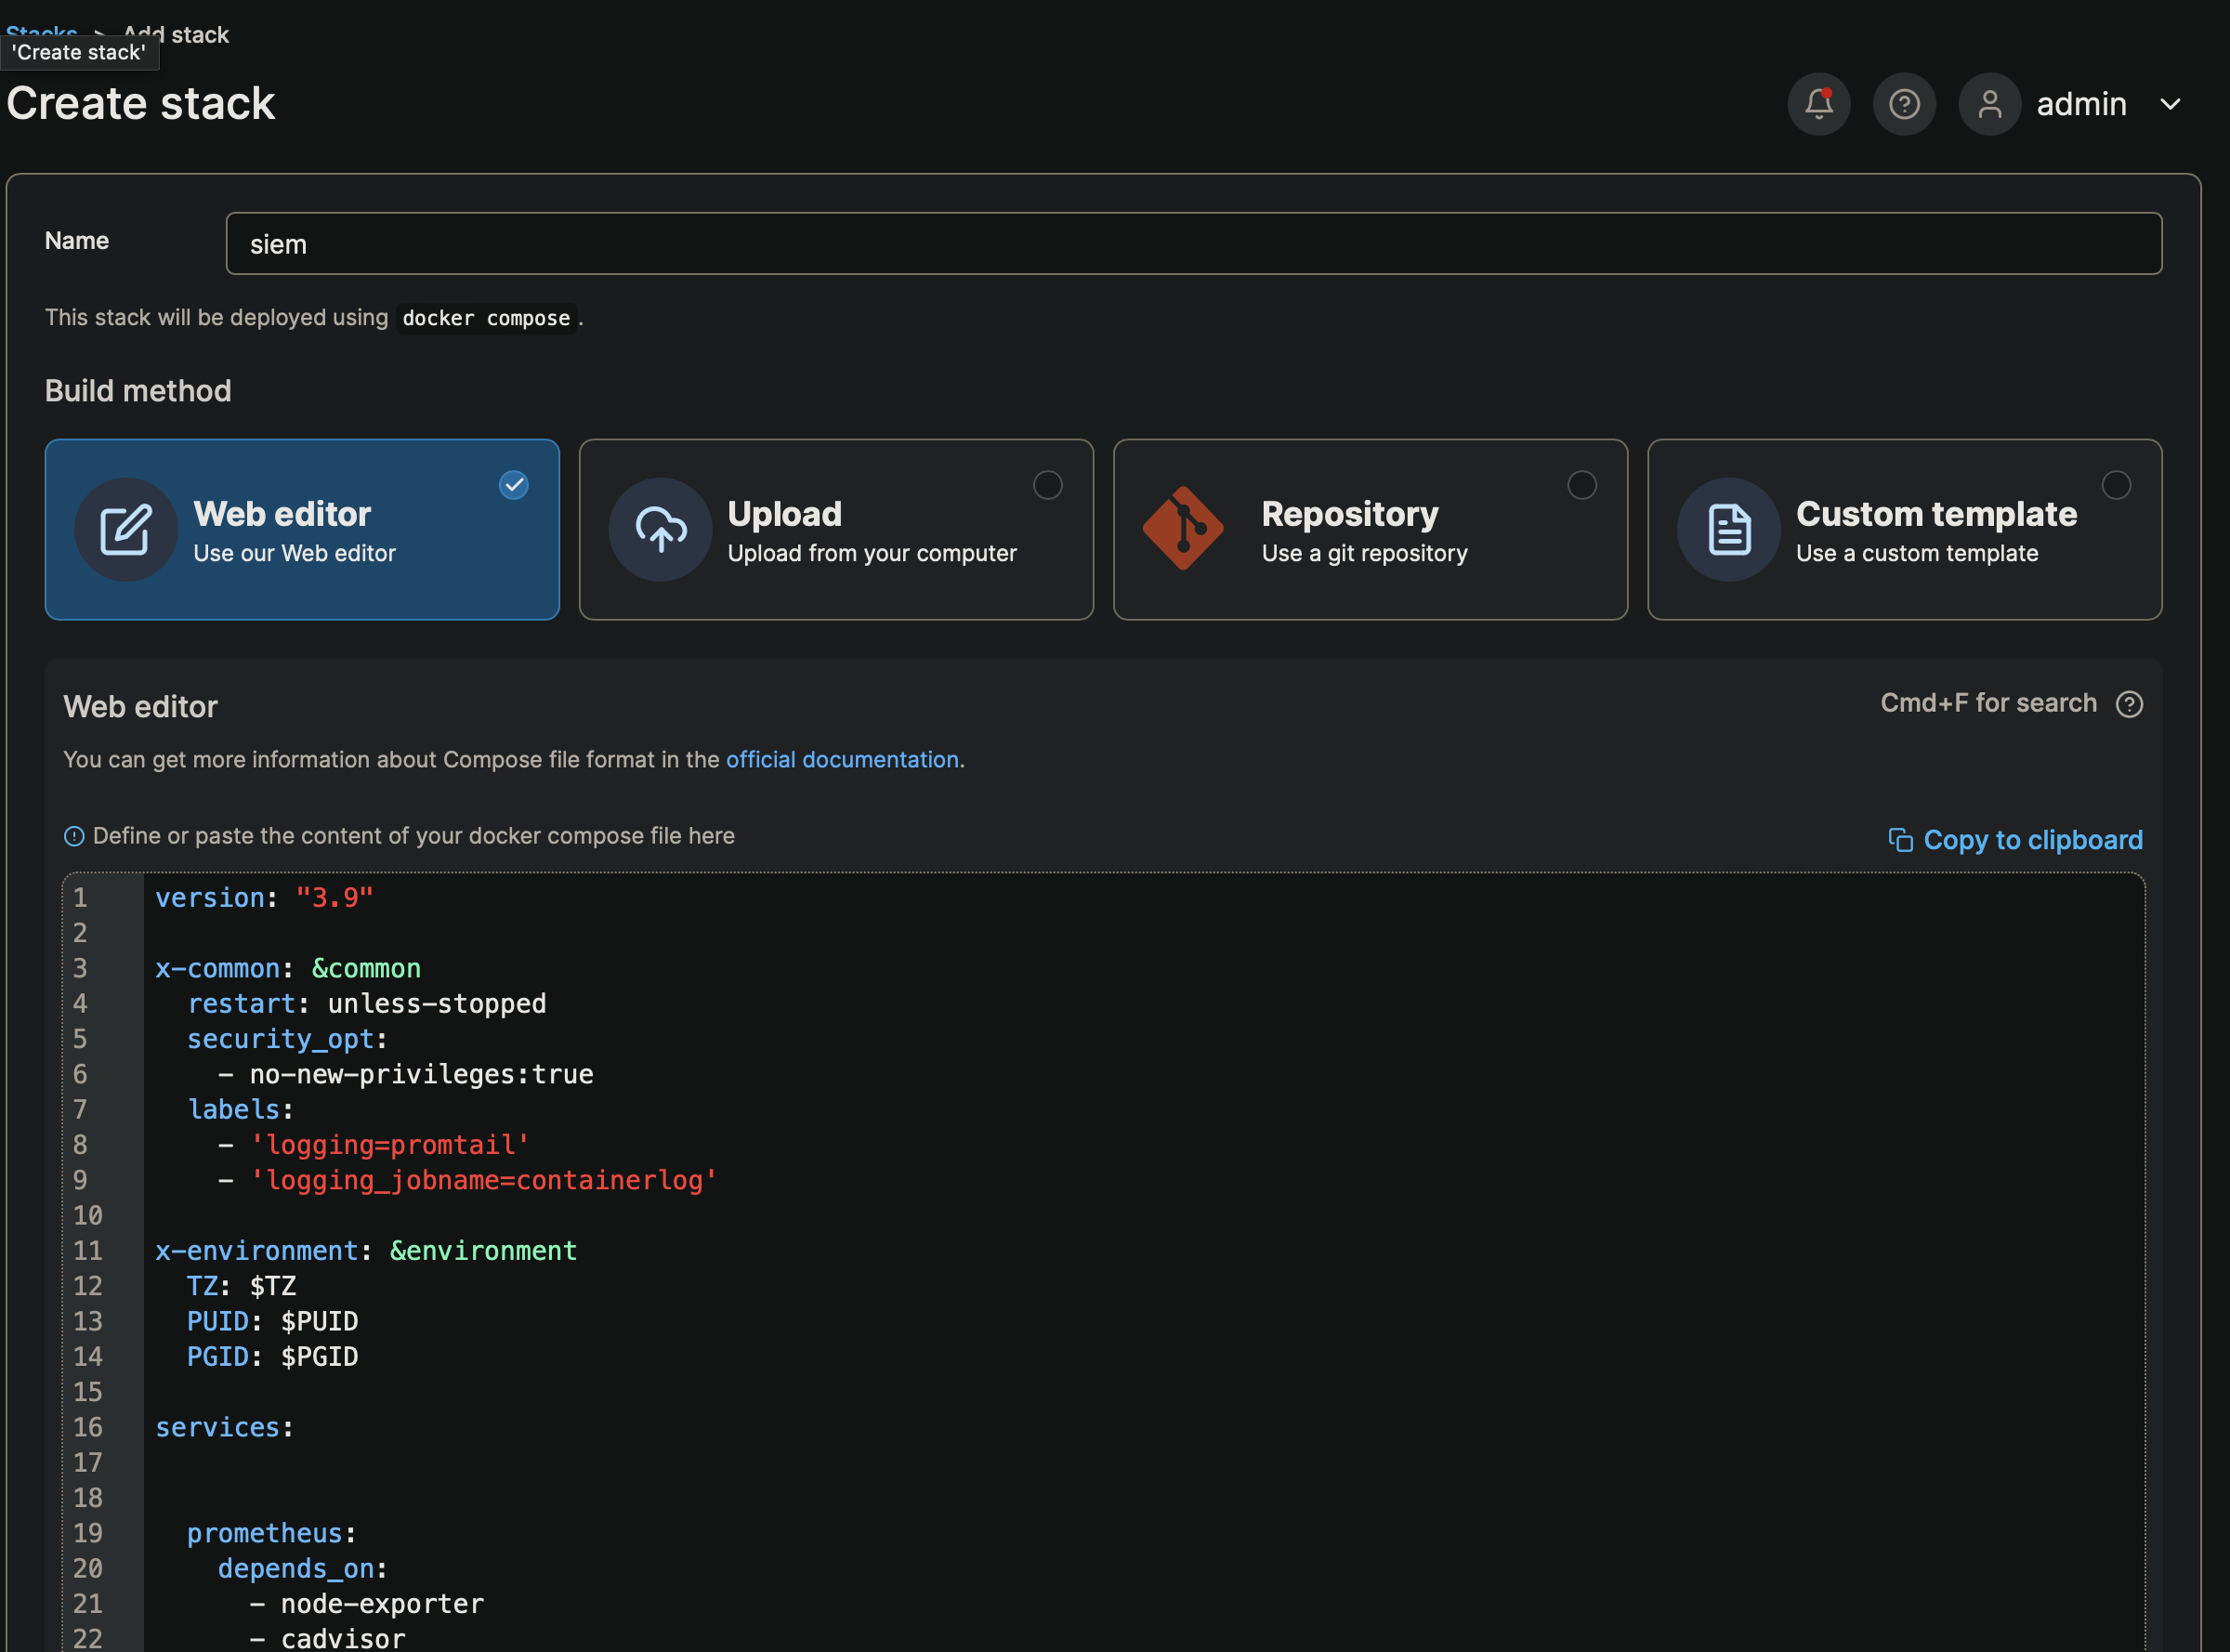 Stacks > Add stack
'Create stack'
Create stack
admin
Name
siem
This stack will be deployed using docker compose.
Build method
Web editor
Use our Web editor
Upload
Upload from your computer
Repository
Use a git repository
Custom template
Use a custom template
Web editor
Cmd+F for search
You can get more information about Compose file format in the official documentation.
Define or paste the content of your docker compose file here
Copy to clipboard
1 version: "3.9"
2
3 x-common: &common
4   restart: unless-stopped
5   security_opt:
6     - no-new-privileges:true
7   labels:
8     - 'logging=promtail'
9     - 'logging_jobname=containerlog'
10
11 x-environment: &environment
12   TZ: $TZ
13   PUID: $PUID
14   PGID: $PGID
15
16 services:
17
18
19   prometheus:
20     depends_on:
21       - node-exporter
22       - cadvisor